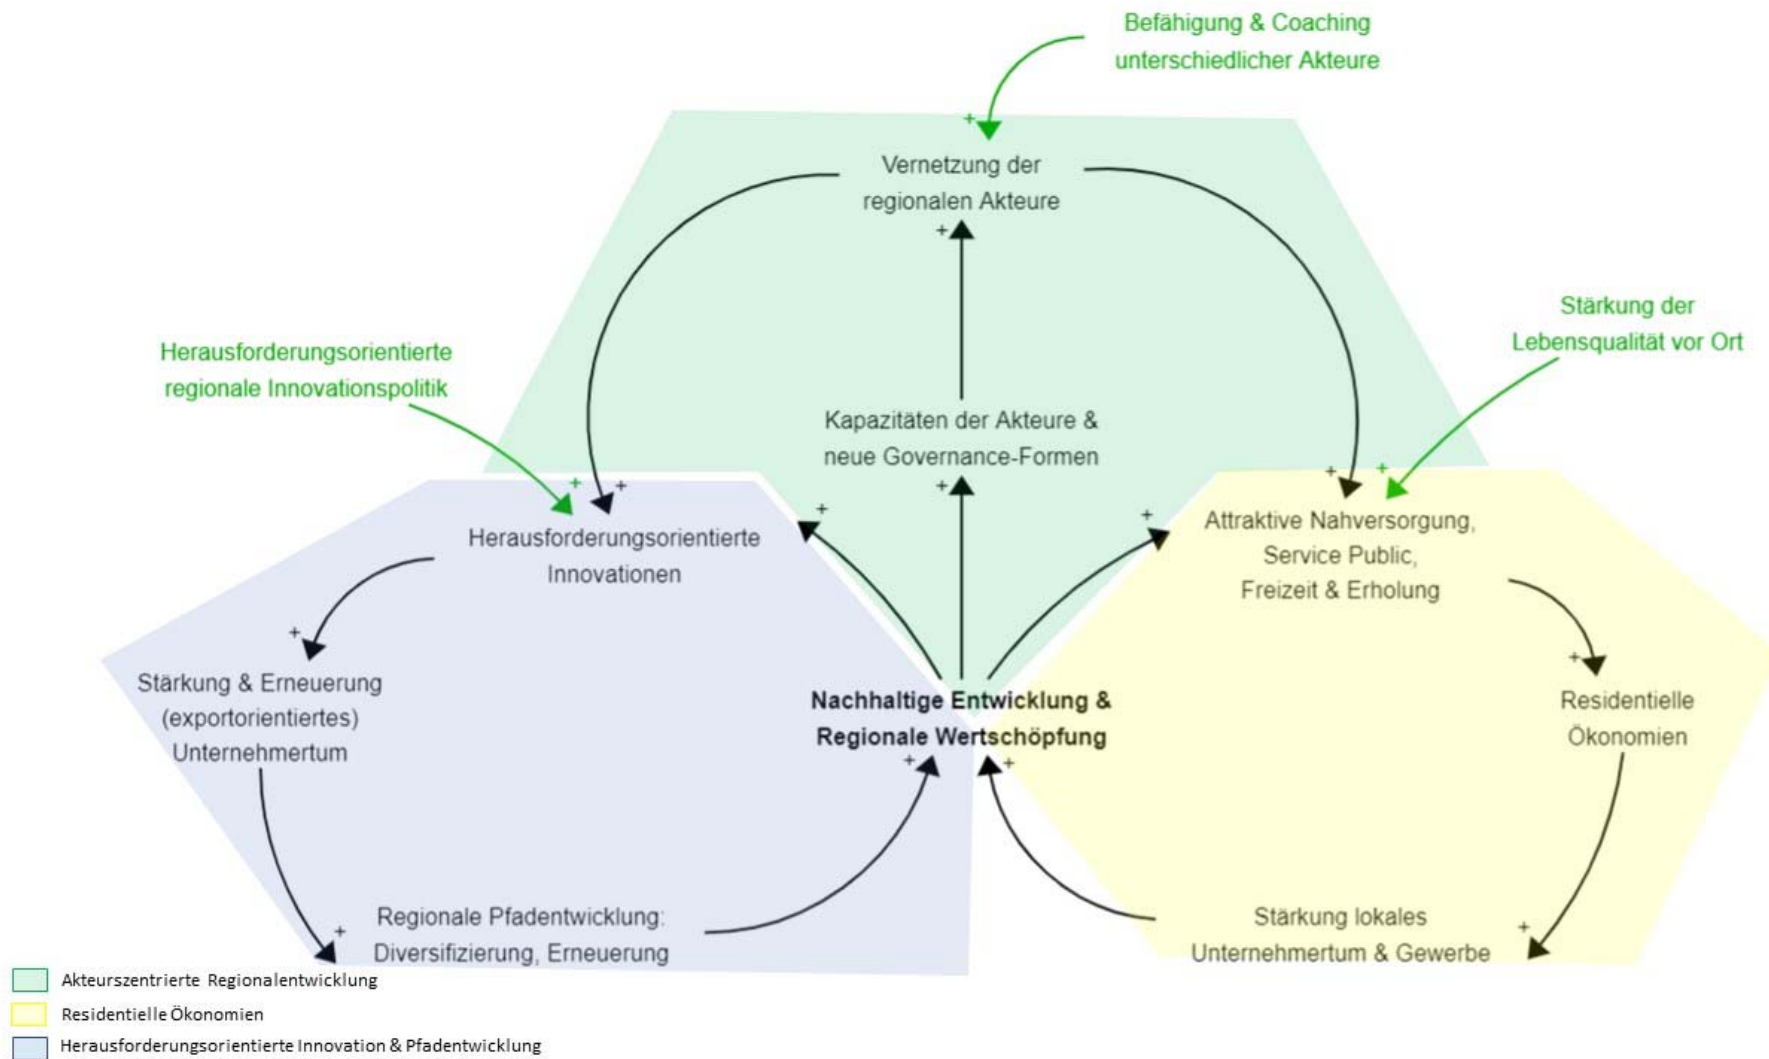 Befähigung & Coaching
unterschiedlicher Akteure
+
Vernetzung der
regionalen Akteure
+
Stärkung der
Lebensqualität vor Ort
Herausforderungsorientierte
regionale Innovationspolitik
Kapazitäten der Akteure &
neue Governance-Formen
+ + + + + + +
Herausforderungsorientierte
Innovationen
Attraktive Nahversorgung,
Service Public,
Freizeit & Erholung
+
+
Stärkung & Erneuerung
(exportorientiertes)
Unternehmertum
Nachhaltige Entwicklung &
Regionale Wertschöpfung
Residentielle
Ökonomien
+ +
+
+
Regionale Pfadentwicklung:
Diversifizierung, Erneuerung
Stärkung lokales
Unternehmertum & Gewerbe
Akteurszentrierte Regionalentwicklung
Residentielle Ökonomien
Herausforderungsorientierte Innovation & Pfadentwicklung